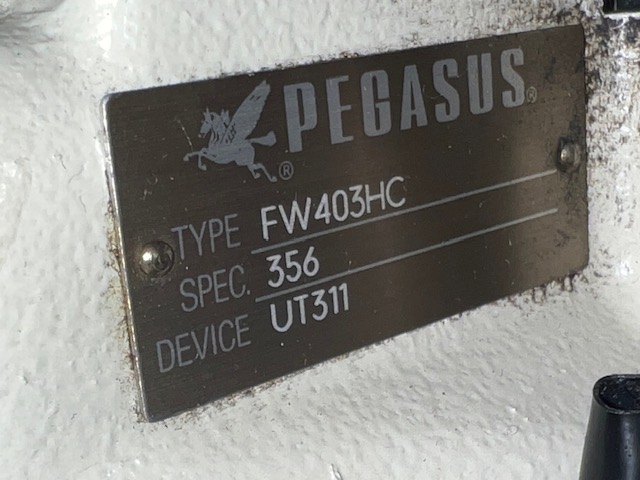 PEGASUS®
®
TYPE FW403HC
SPEC. 356
DEVICE UT311